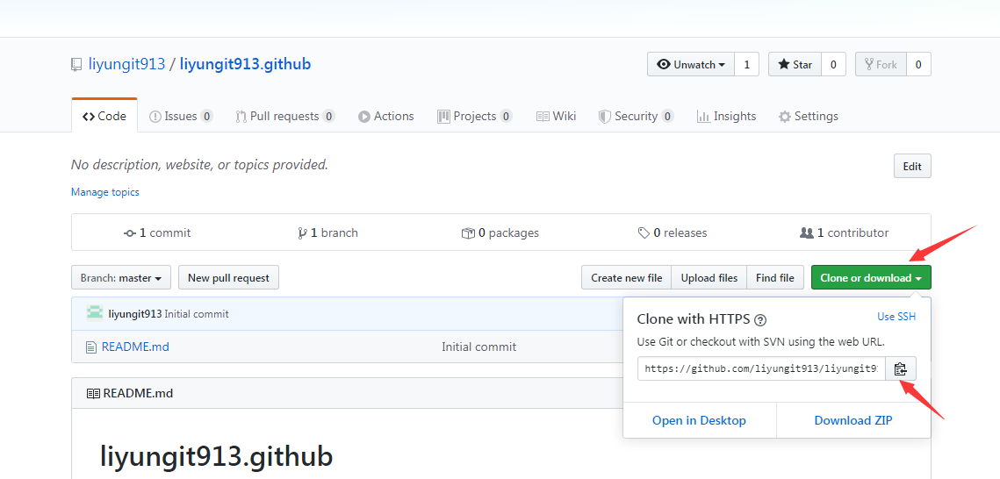 liyungit913 / liyungit913.github
Unwatch 1 Star 0 Fork 0
Code Issues 0 Pull requests 0 Actions Projects 0 Wiki Security 0 Insights Settings
No description, website, or topics provided. Edit
Manage topics
1 commit 1 branch 0 packages 0 releases 1 contributor
Branch: master New pull request Create new file Upload files Find file Clone or download
liyungit913 Initial commit
README.md Initial commit
Clone with HTTPS Use SSH
Use Git or checkout with SVN using the web URL.
https://github.com/liyungit913/liyungit9
Open in Desktop Download ZIP
README.md
liyungit913.github